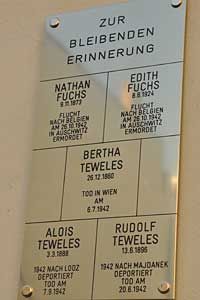 ZUR
BLEIBENDEN
ERINNERUNG
NATHAN
FUCHS
9.11.1873
FLUCHT
NACH BELGIEN
AM 26.10.1942
IN AUSCHWITZ
ERMORDET
EDITH
FUCHS
8.8.1924
FLUCHT
NACH BELGIEN
AM 26.10.1942
IN AUSCHWITZ
ERMORDET
BERTHA
TEWELES
26.12.1860
TOD IN WIEN
AM
6.7.1942
ALOIS
TEWELES
3.3.1888
1942 NACH LODZ
DEPORTIERT
TOD AM
7.9.1942
RUDOLF
TEWELES
13.6.1896
1942 NACH MAJDANEK
DEPORTIERT
TOD AM
20.6.1942